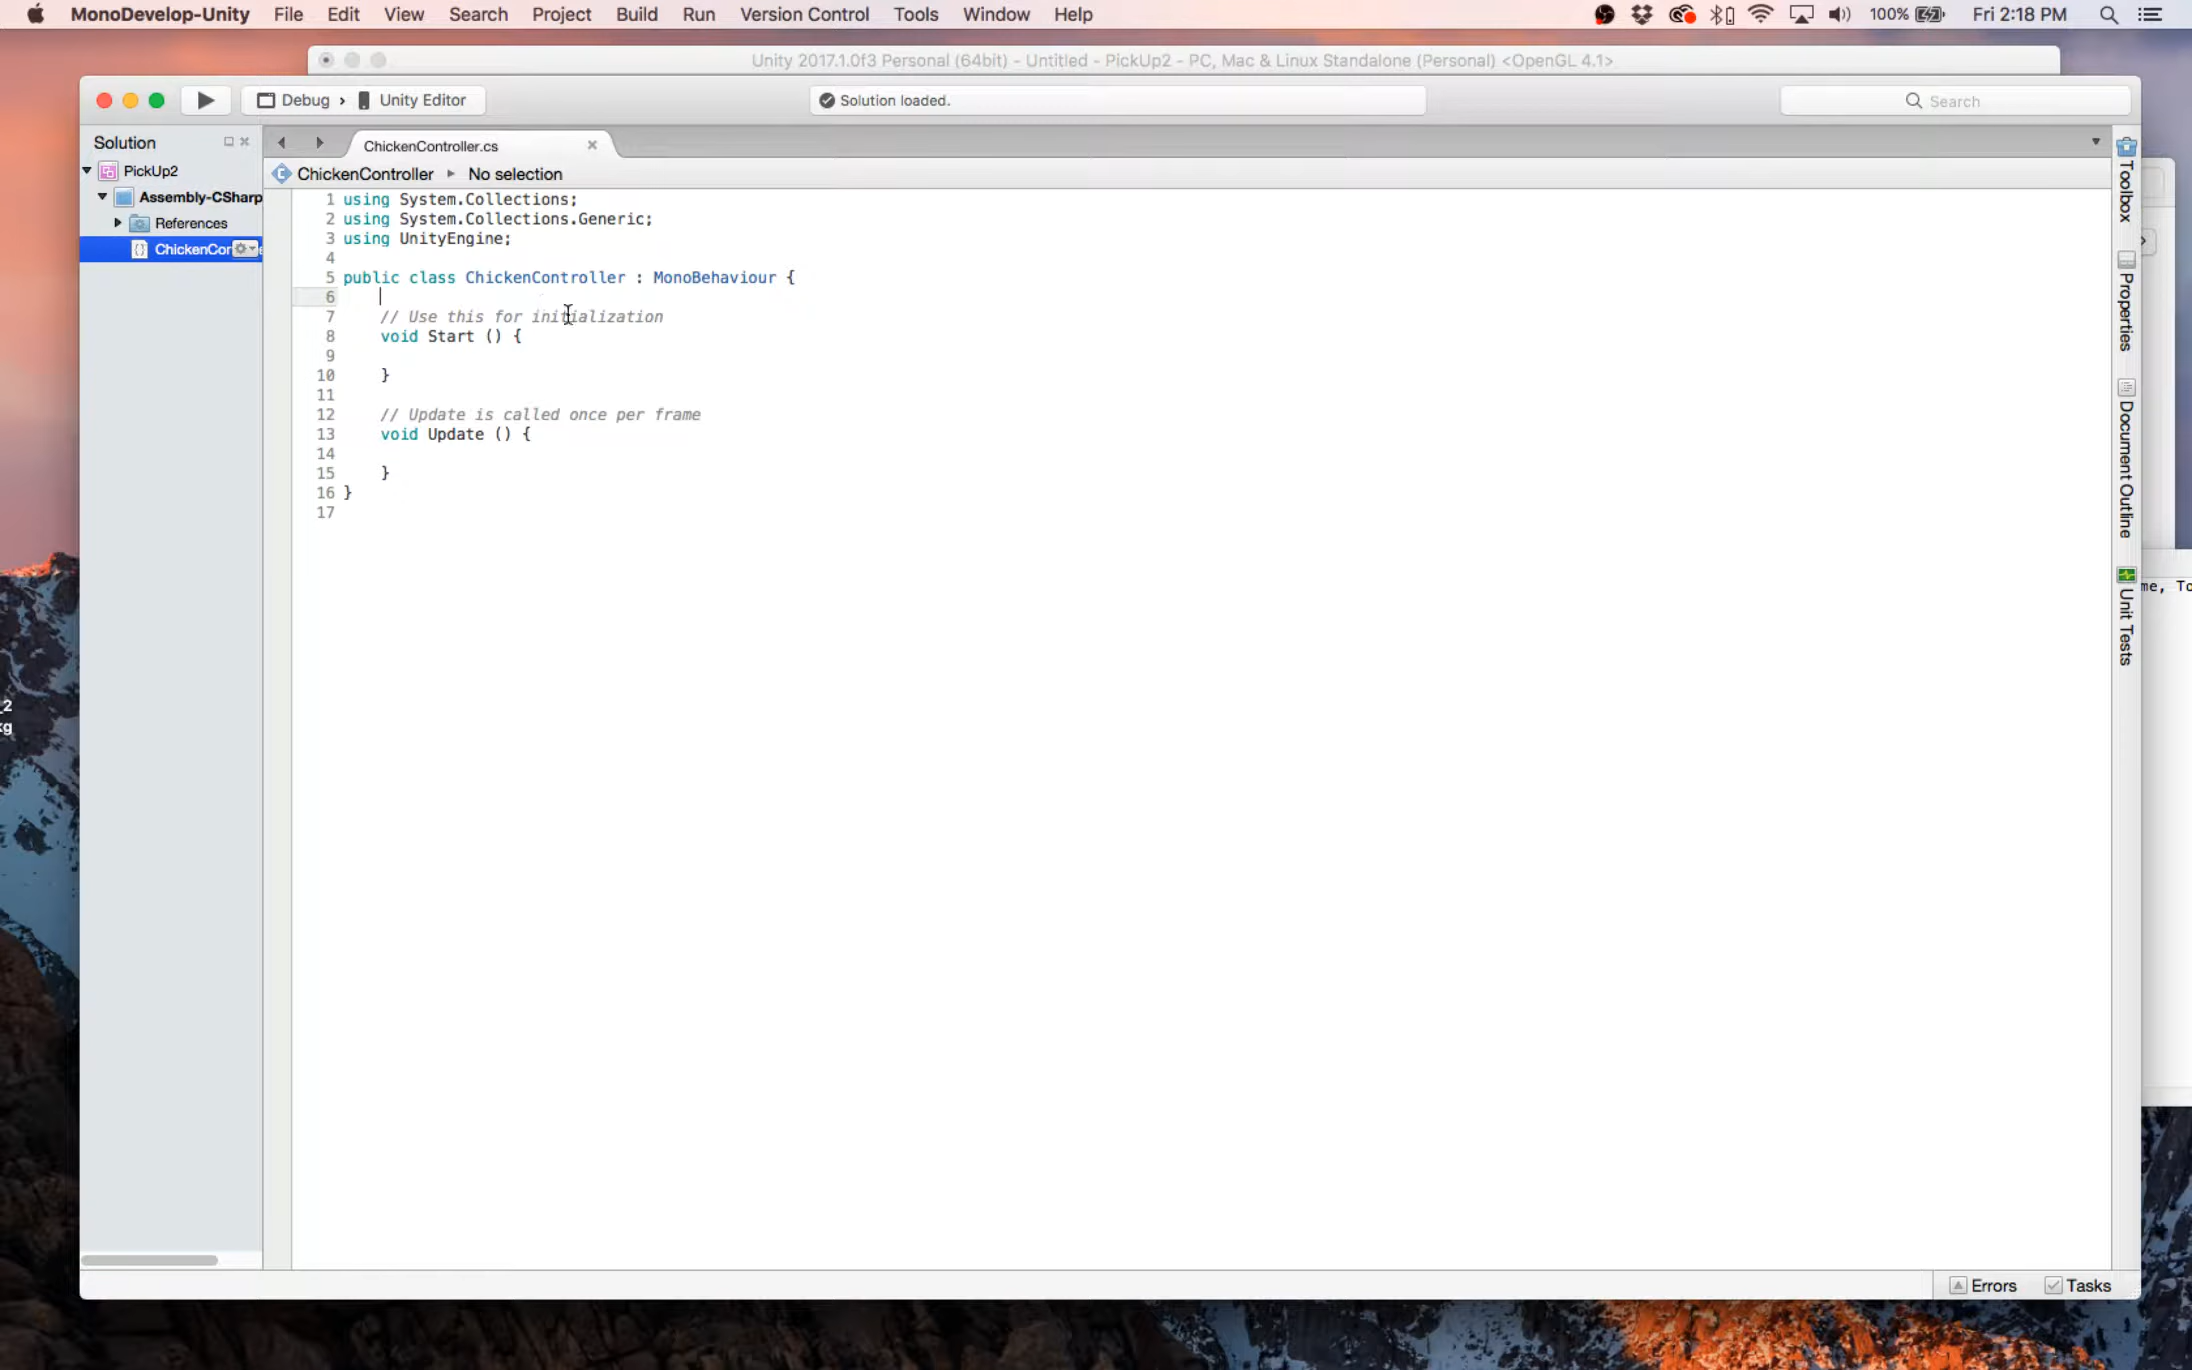 MonoDevelop-Unity File Edit View Search Project Build Run Version Control Tools Window Help 100% Fri 2:18 PM
Unity 2017.1.0f3 Personal (64bit) - Untitled - PickUp2 - PC, Mac & Linux Standalone (Personal) <OpenGL 4.1>
Debug › Unity Editor Solution loaded. Search
Solution
PickUp2
Assembly-CSharp
References
ChickenCon
ChickenController.cs
ChickenController No selection
1 using System.Collections;
2 using System.Collections.Generic;
3 using UnityEngine;
4
5 public class ChickenController : MonoBehaviour {
6
7 // Use this for initialization
8 void Start () {
9
10 }
11
12 // Update is called once per frame
13 void Update () {
14
15 }
16 }
17
Toolbox
Properties
Document Outline
Unit Tests
me, To
_2
kg
Errors Tasks